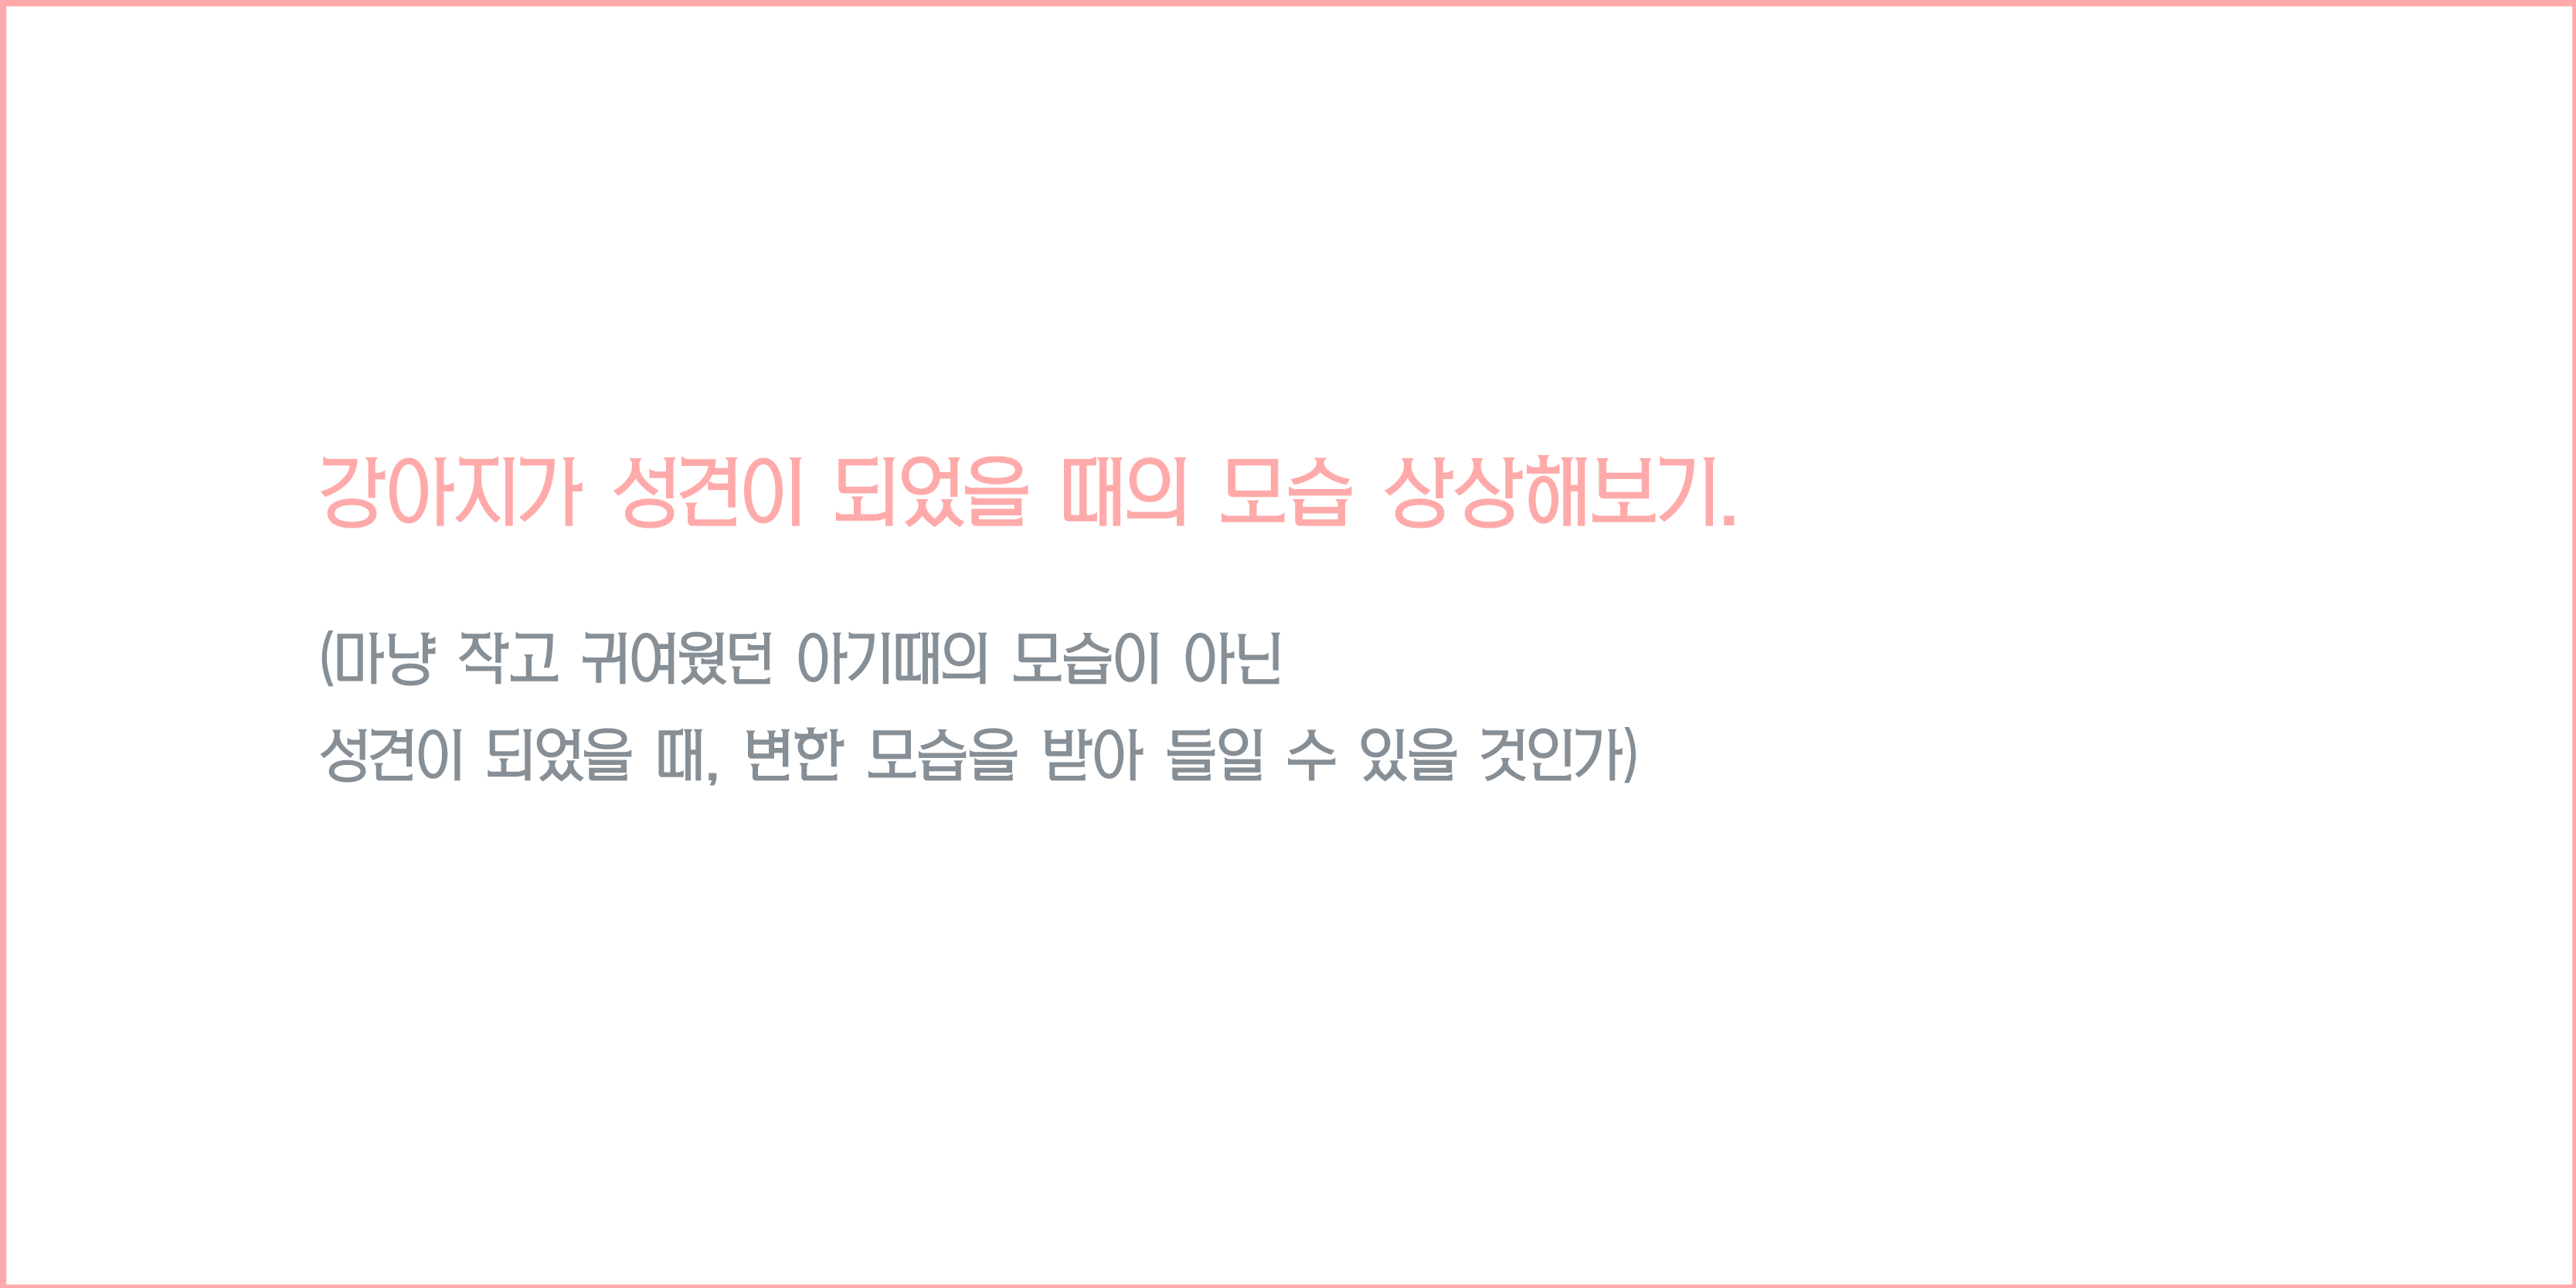 강아지가 성견이 되었을 때의 모습 상상해보기.
(마냥 작고 귀여웠던 아기때의 모습이 아닌
성견이 되었을 때, 변한 모습을 받아 들일 수 있을 것인가)